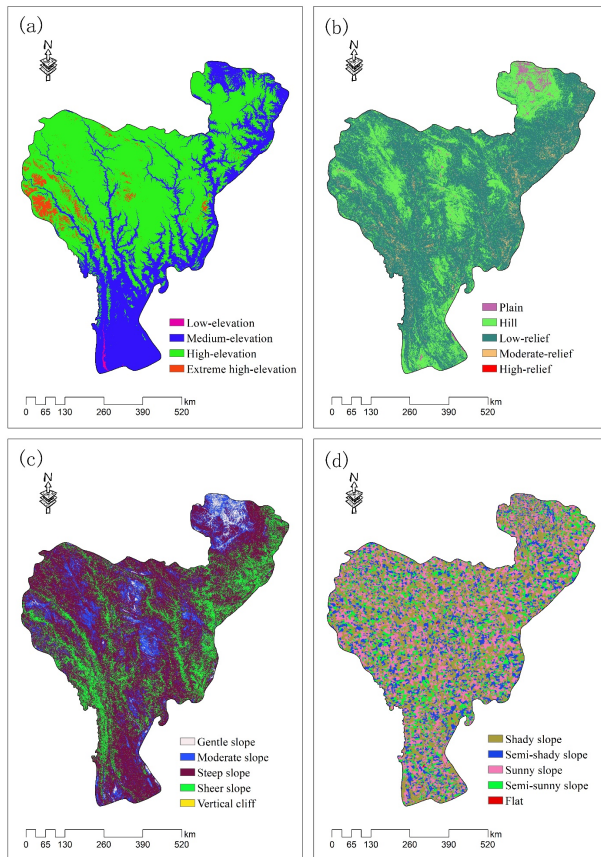 (a)
N
Low-elevation
Medium-elevation
High-elevation
Extreme high-elevation
km
0 65 130 260 390 520
(b)
N
Plain
Hill
Low-relief
Moderate-relief
High-relief
km
0 65 130 260 390 520
(c)
N
Gentle slope
Moderate slope
Steep slope
Sheer slope
Vertical cliff
km
0 65 130 260 390 520
(d)
N
Shady slope
Semi-shady slope
Sunny slope
Semi-sunny slope
Flat
km
0 65 130 260 390 520